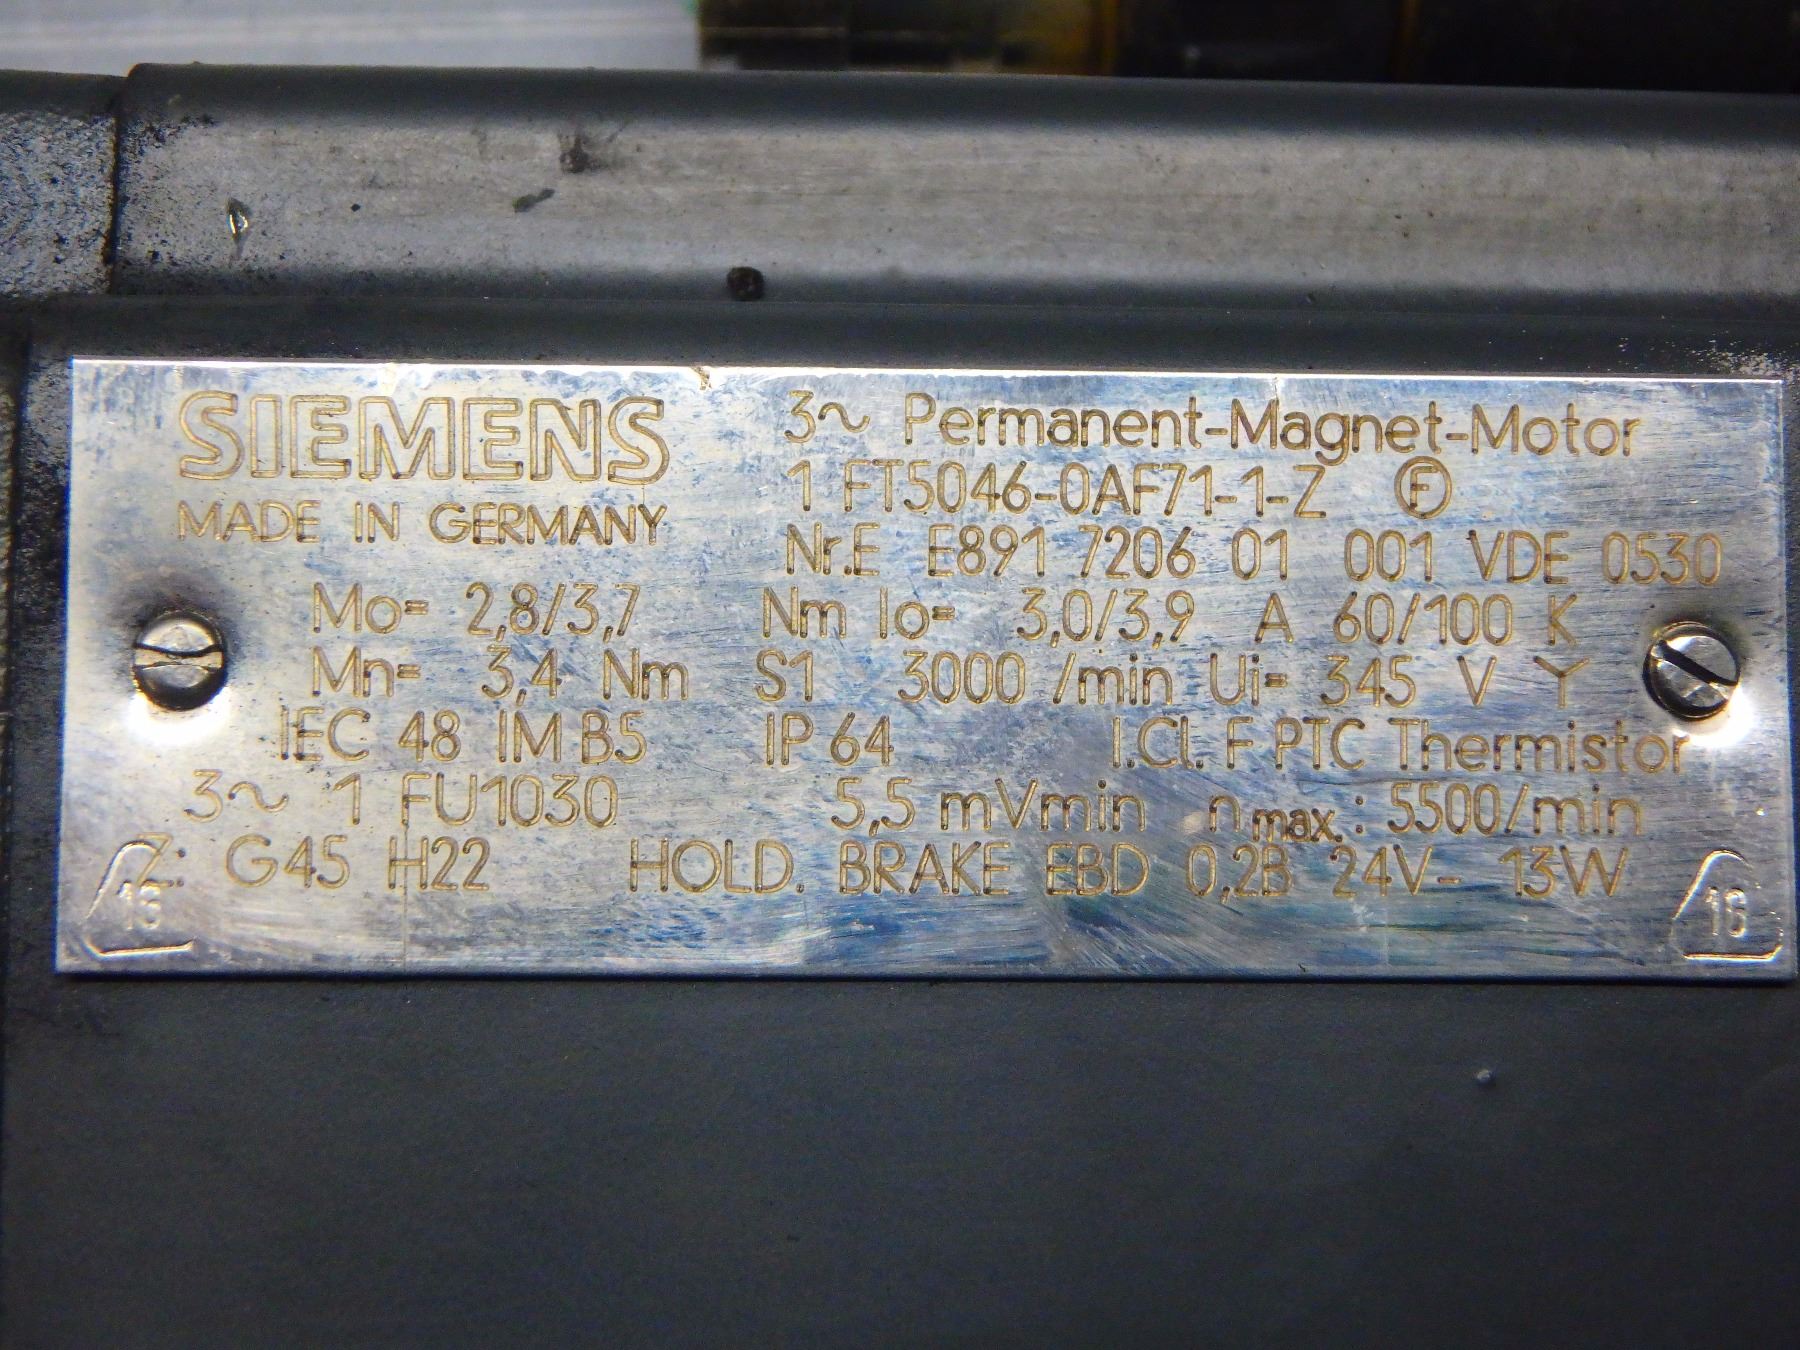 SIEMENS
MADE IN GERMANY
3~ Permanent-Magnet-Motor
1 FT5046-0AF71-1-Z Ⓕ
Nr.E E891 7206 01 001 VDE 0530
Mo= 2,8/3,7 Nm Io= 3,0/3,9 A 60/100 K
Mn= 3,4 Nm S1 3000 /min Ui= 345 V Y
IEC 48 IM B5 IP 64 I.Cl. F PTC Thermistor
3~ 1 FU1030 5,5 mVmin nmax.: 5500/min
Z: G45 H22 HOLD. BRAKE EBD 0,2B 24V- 13W
16
16